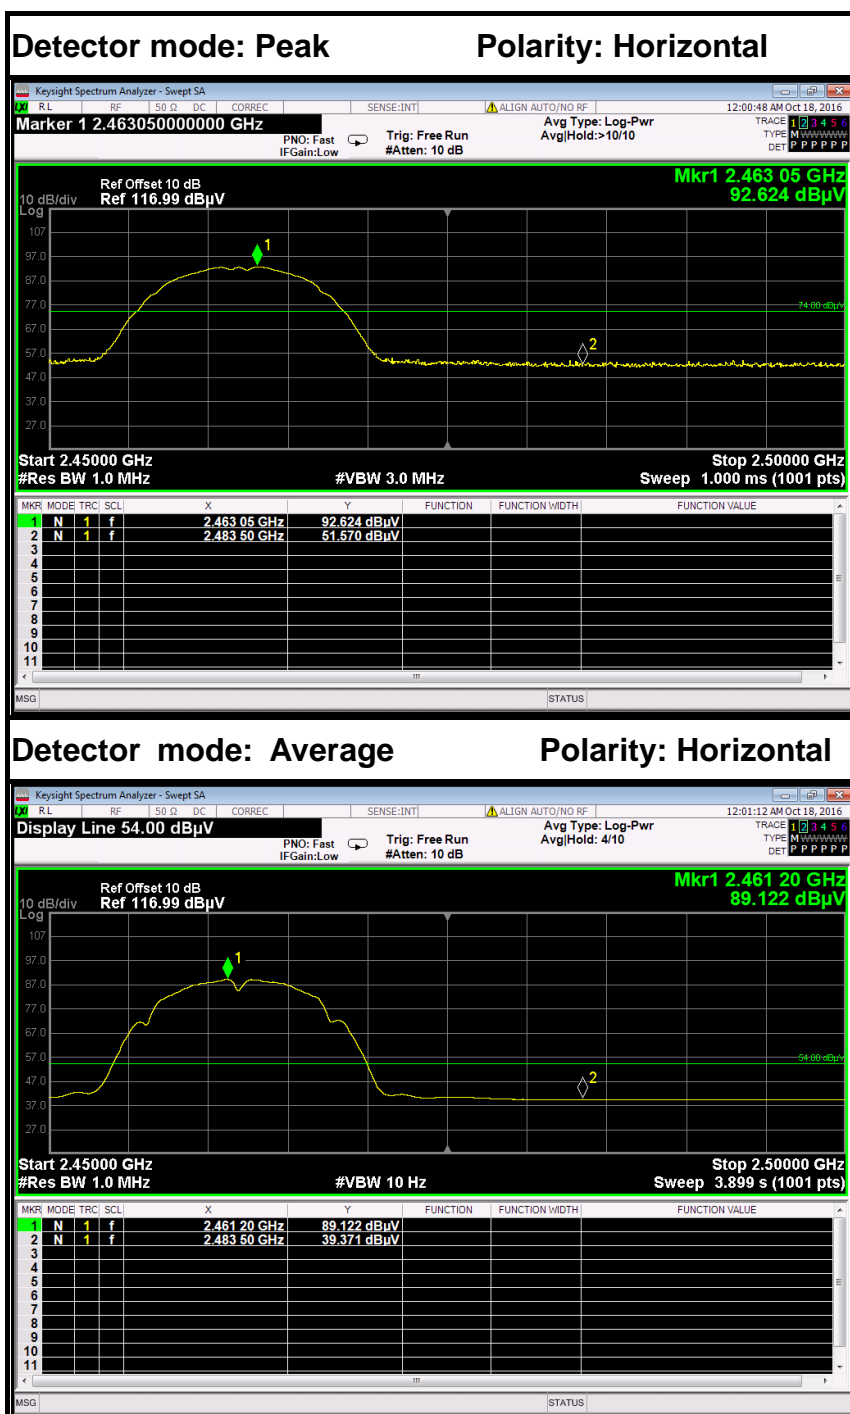 Detector mode: Peak Polarity: Horizontal
Keysight Spectrum Analyzer - Swept SA
LXI RL RF 50 Ω DC CORREC SENSE:INT ALIGN AUTO/NO RF 12:00:48 AM Oct 18, 2016
Marker 1 2.463050000000 GHz Avg Type: Log-Pwr TRACE 1 2 3 4 5 6
PNO: Fast Trig: Free Run Avg|Hold:>10/10 TYPE M WWWWW
IFGain:Low #Atten: 10 dB DET P P P P P P
Mkr1 2.463 05 GHz
Ref Offset 10 dB
10 dB/div Ref 116.99 dBµV 92.624 dBµV
Log
107
1
97.0
87.0
77.0
74.00 dBµV
67.0
57.0
2
47.0
37.0
27.0
Start 2.45000 GHz Stop 2.50000 GHz
#Res BW 1.0 MHz #VBW 3.0 MHz Sweep 1.000 ms (1001 pts)
MKR MODE TRC SCL X Y FUNCTION FUNCTION WIDTH FUNCTION VALUE
1 N 1 f 2.463 05 GHz 92.624 dBµV
2 N 1 f 2.483 50 GHz 51.570 dBµV
3
4
5
6
7
8
9
10
11
MSG STATUS
Detector mode: Average Polarity: Horizontal
Keysight Spectrum Analyzer - Swept SA
LXI RL RF 50 Ω DC CORREC SENSE:INT ALIGN AUTO/NO RF 12:01:12 AM Oct 18, 2016
Display Line 54.00 dBµV Avg Type: Log-Pwr TRACE 1 2 3 4 5 6
PNO: Fast Trig: Free Run Avg|Hold: 4/10 TYPE M WWWWW
IFGain:Low #Atten: 10 dB DET P P P P P P
Mkr1 2.461 20 GHz
Ref Offset 10 dB
10 dB/div Ref 116.99 dBµV 89.122 dBµV
Log
107
1
97.0
87.0
77.0
67.0
57.0
54.00 dBµV
47.0
2
37.0
27.0
Start 2.45000 GHz Stop 2.50000 GHz
#Res BW 1.0 MHz #VBW 10 Hz Sweep 3.899 s (1001 pts)
MKR MODE TRC SCL X Y FUNCTION FUNCTION WIDTH FUNCTION VALUE
1 N 1 f 2.461 20 GHz 89.122 dBµV
2 N 1 f 2.483 50 GHz 39.371 dBµV
3
4
5
6
7
8
9
10
11
MSG STATUS